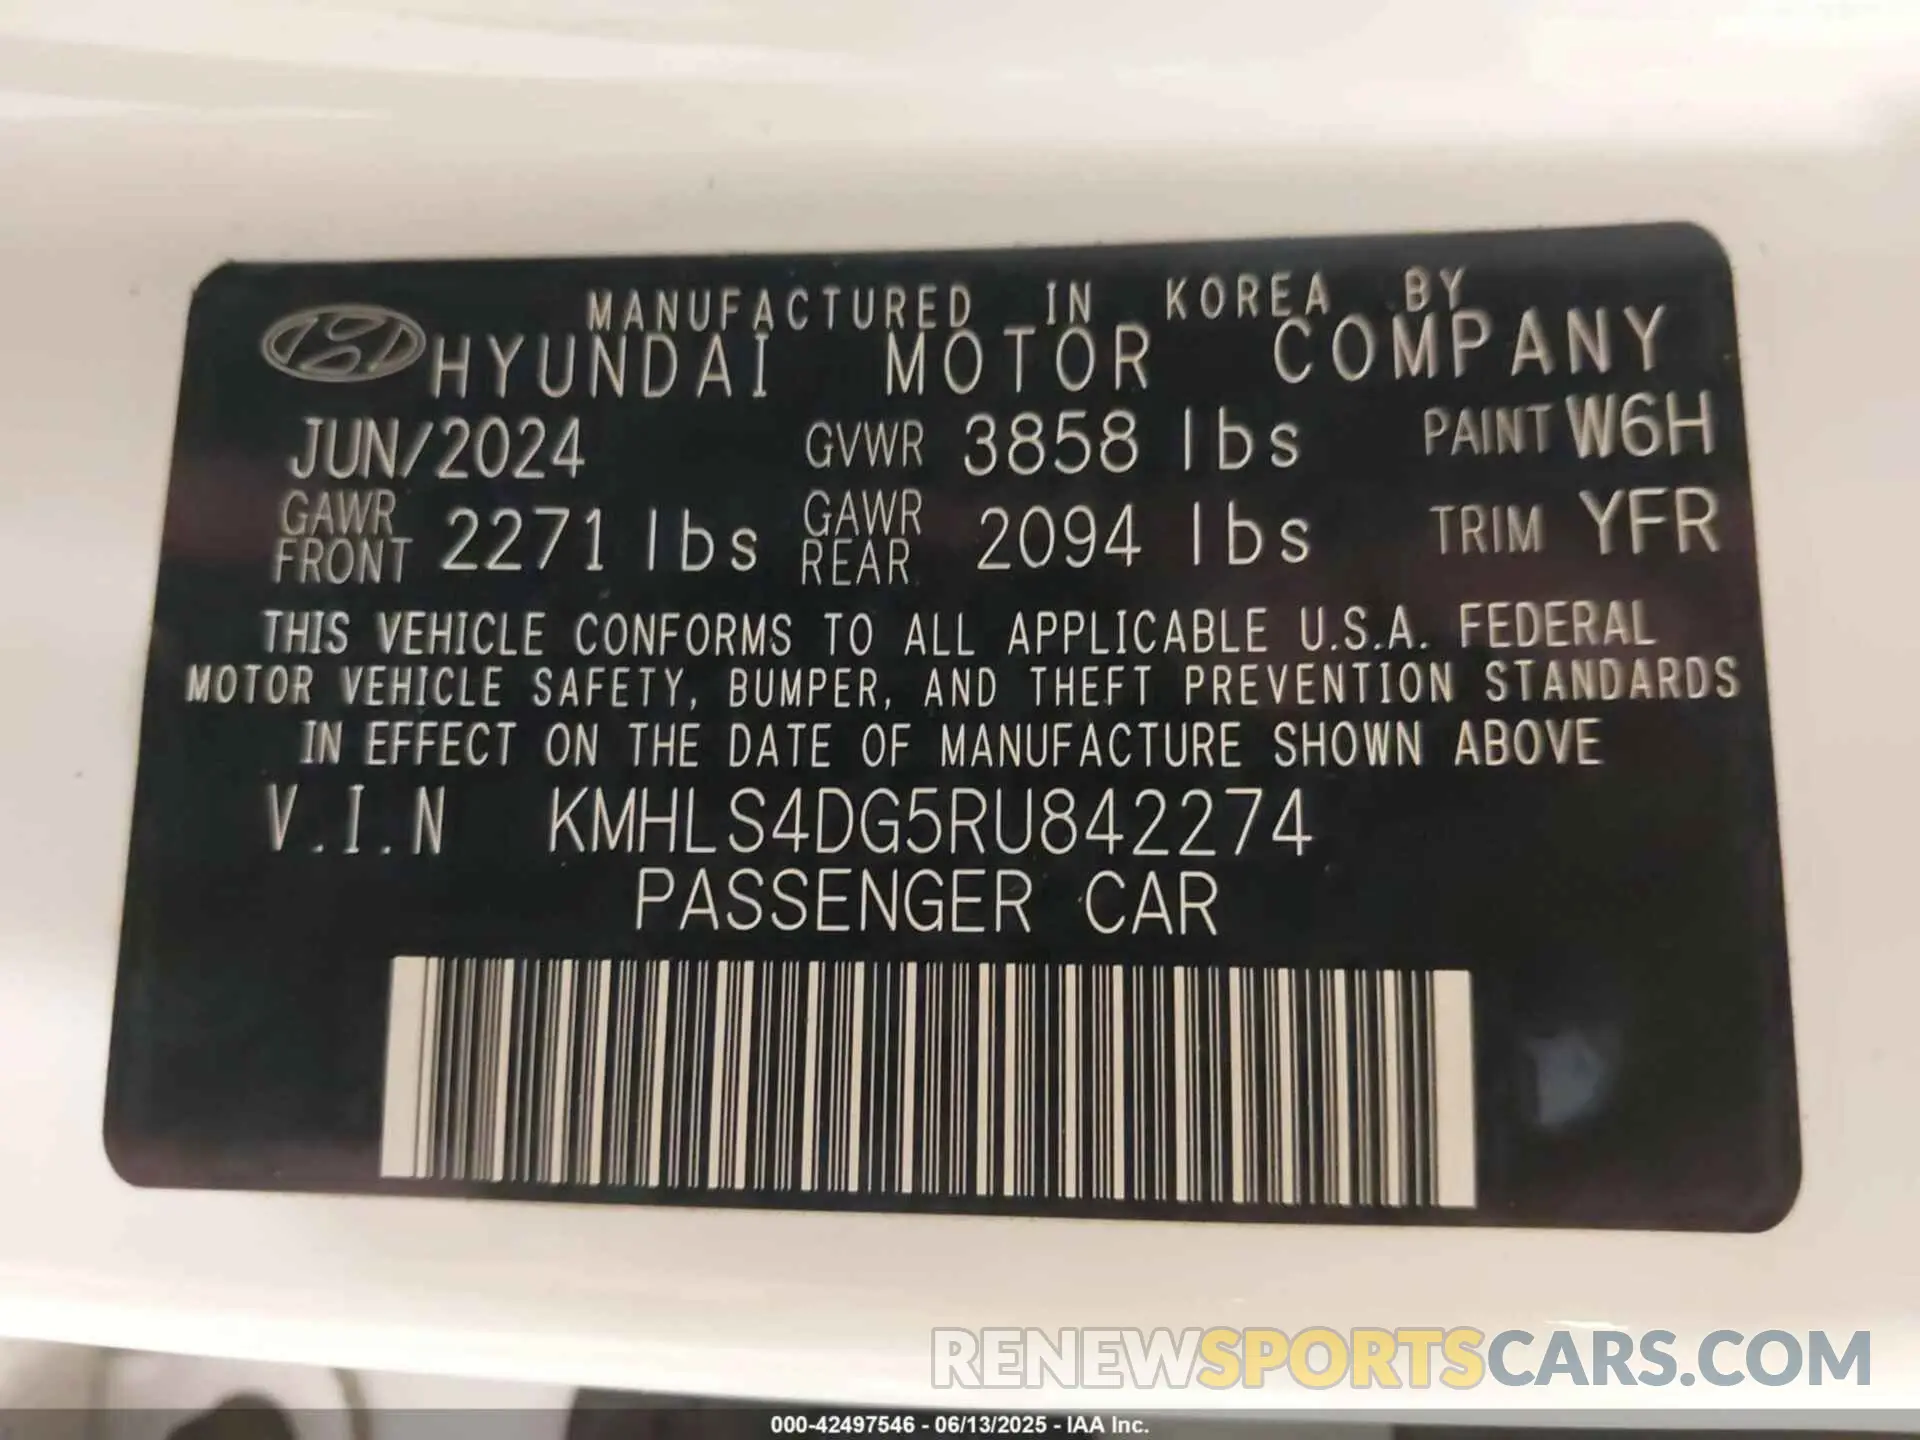 MANUFACTURED IN KOREA BY
HYUNDAI MOTOR COMPANY
JUN/2024 GVWR 3858 lbs PAINT W6H
GAWR FRONT 2271 lbs GAWR REAR 2094 lbs TRIM YFR
THIS VEHICLE CONFORMS TO ALL APPLICABLE U.S.A. FEDERAL
MOTOR VEHICLE SAFETY, BUMPER, AND THEFT PREVENTION STANDARDS
IN EFFECT ON THE DATE OF MANUFACTURE SHOWN ABOVE
V.I.N KMHLS4DG5RU842274
PASSENGER CAR
RENEWSPORTSCARS.COM
000-42497546 - 06/13/2025 - IAA Inc.